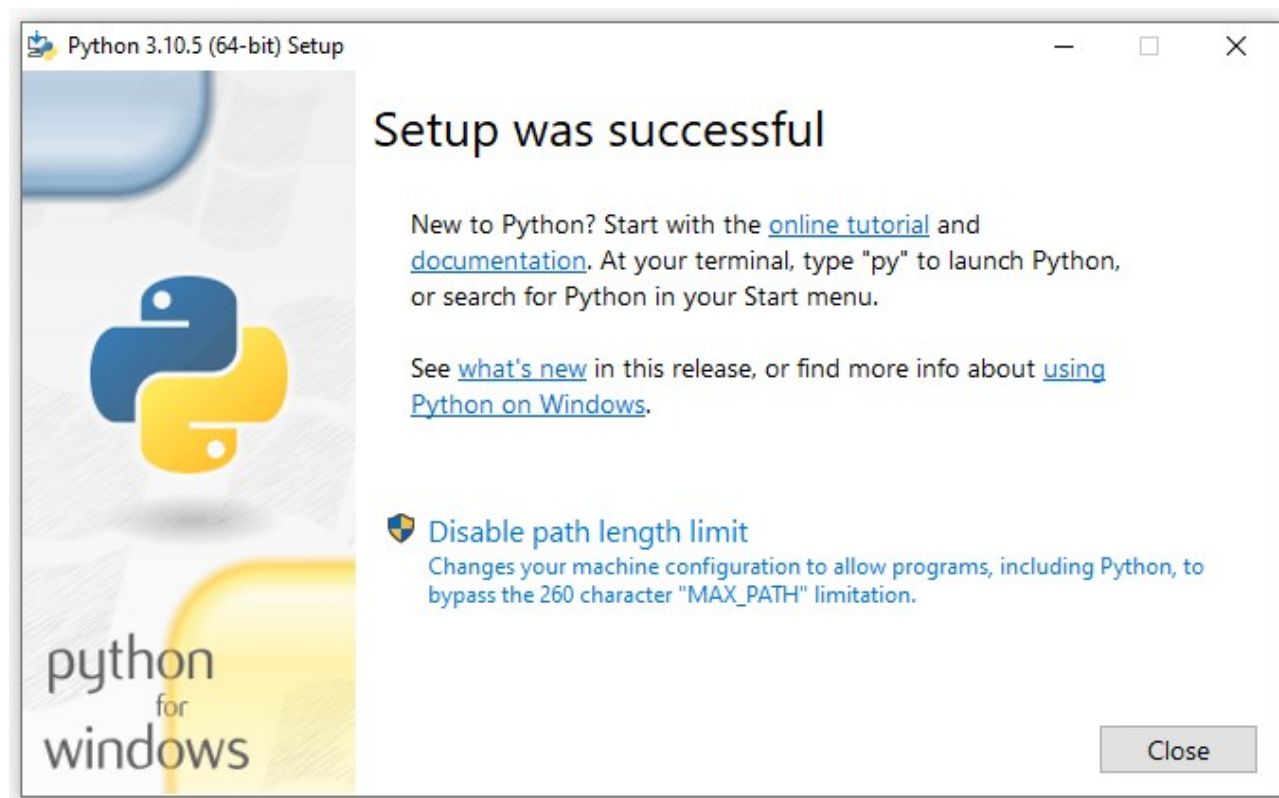 Python 3.10.5 (64-bit) Setup
Setup was successful
New to Python? Start with the online tutorial and
documentation. At your terminal, type "py" to launch Python,
or search for Python in your Start menu.
See what's new in this release, or find more info about using
Python on Windows.
Disable path length limit
Changes your machine configuration to allow programs, including Python, to
bypass the 260 character "MAX_PATH" limitation.
python
for
windows
Close